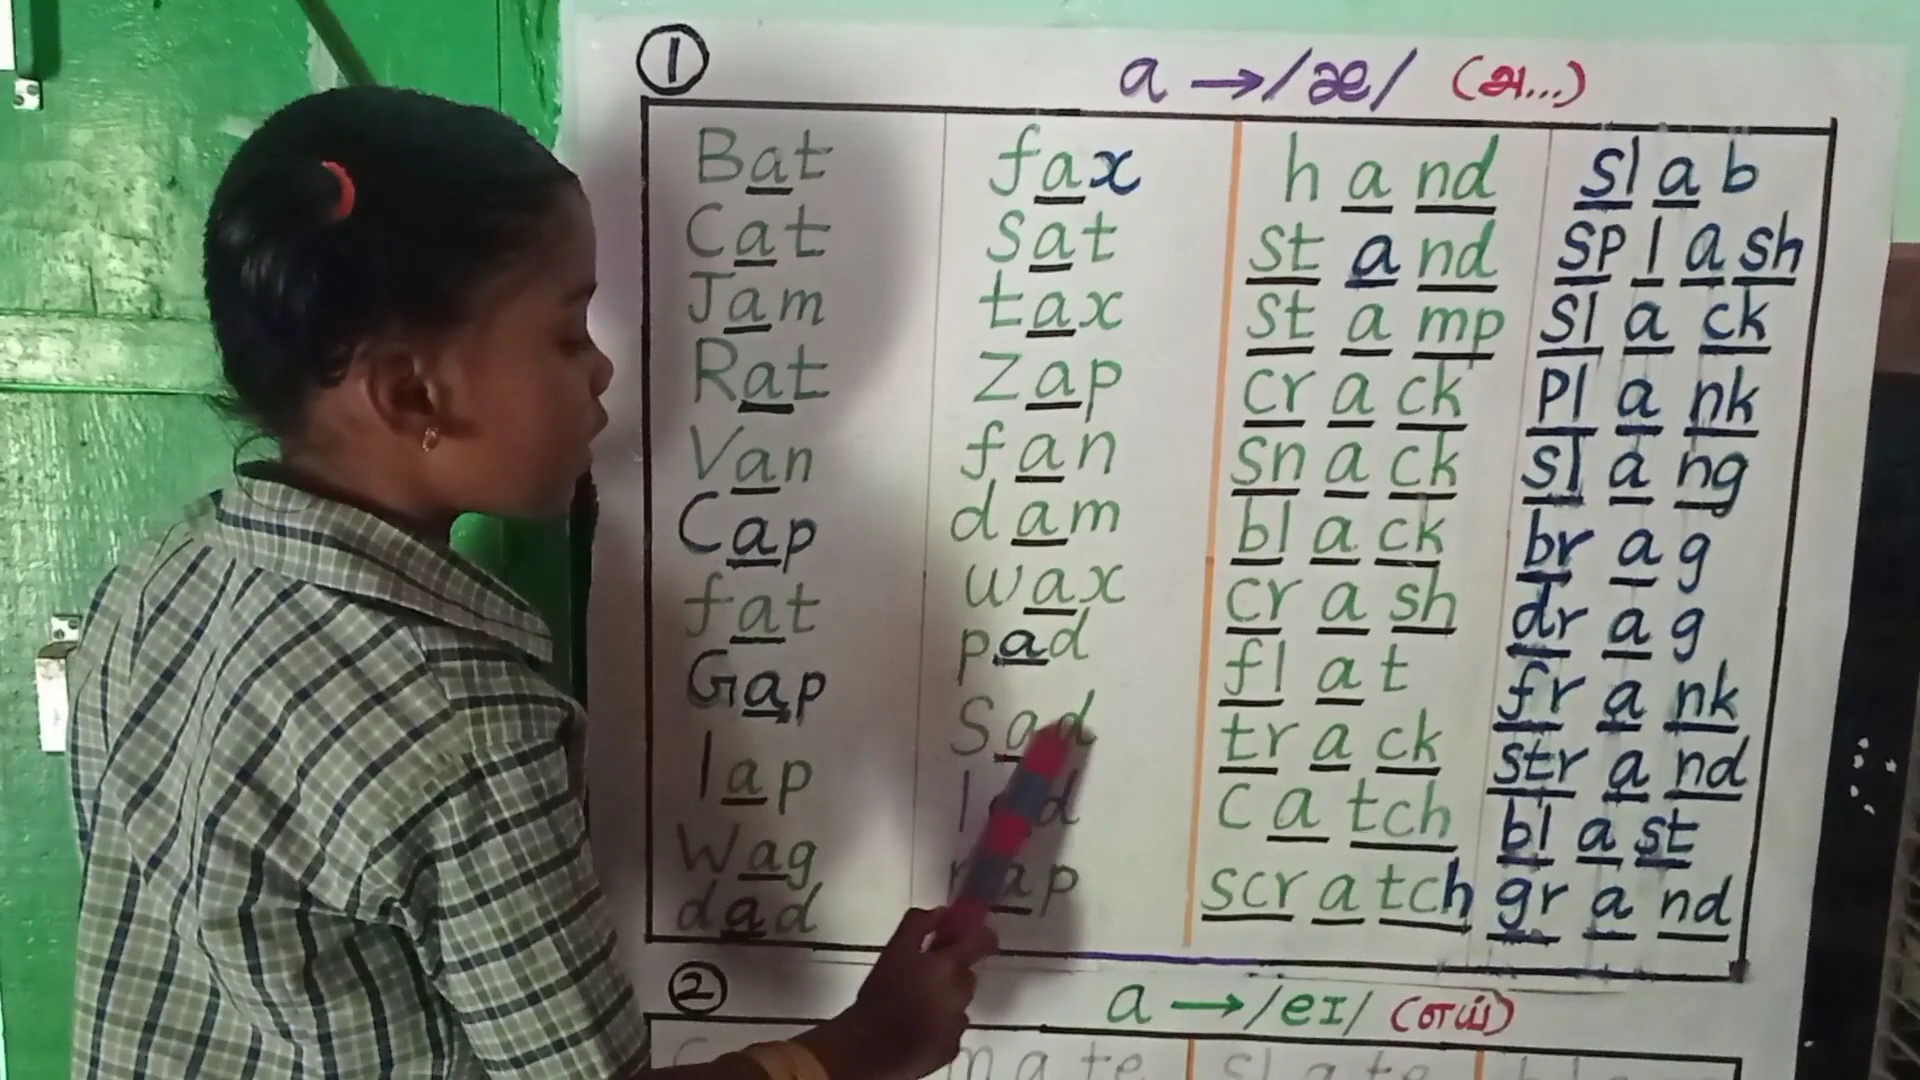 1
a → /æ/ (அ...)
Bat fax hand slab
Cat Sat stand splash
Jam tax stamp slack
Rat Zap crack plank
Van fan snack slang
Cap dam black brag
fat wax crash drag
Gap pad flat frank
lap Sad track strand
Wag catch blast
dad scratch grand
2
a → /eɪ/ (எய்)
mate slate